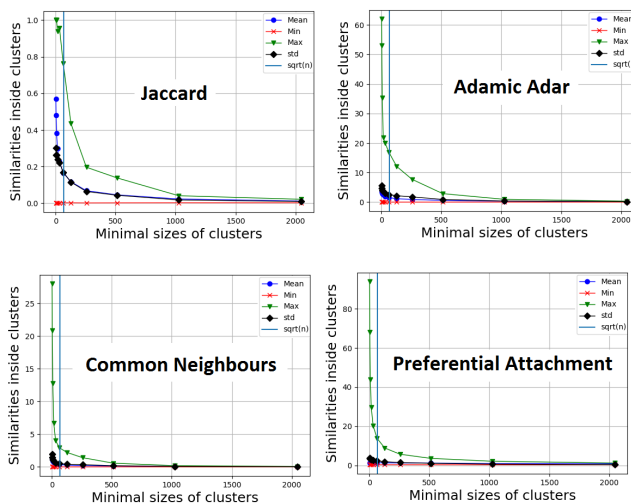 Similarities inside clusters
1.0
0.8
0.6
0.4
0.2
0.0
Jaccard
Mean
Min
Max
std
sqrt(n)
0 500 1000 1500 2000
Minimal sizes of clusters
Similarities inside clusters
60
50
40
30
20
10
0
Adamic Adar
Mean
Min
Max
std
sqrt(n)
0 500 1000 1500 2000
Minimal sizes of clusters
Similarities inside clusters
25
20
15
10
5
0
Common Neighbours
Mean
Min
Max
std
sqrt(n)
0 500 1000 1500 2000
Minimal sizes of clusters
Similarities inside clusters
80
60
40
20
0
Preferential Attachment
Mean
Min
Max
std
sqrt(n)
0 500 1000 1500 2000
Minimal sizes of clusters